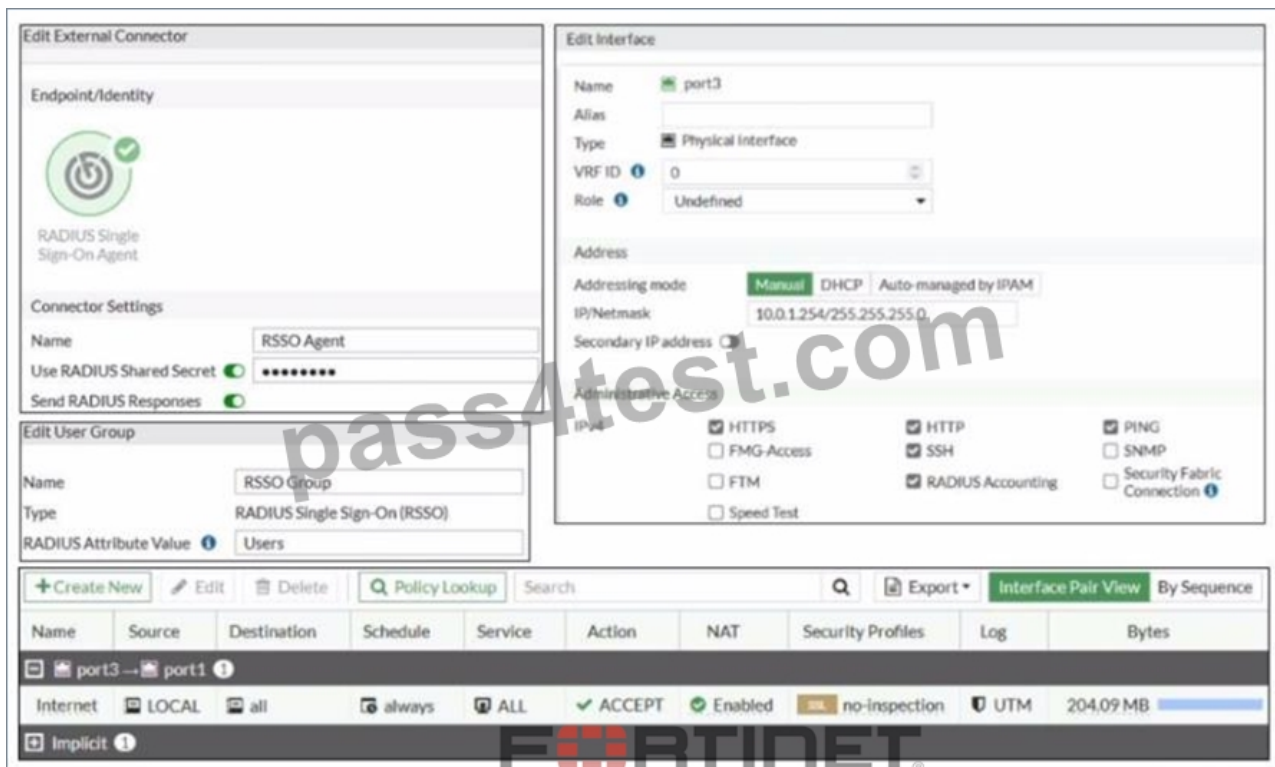 Edit External Connector
Endpoint/Identity
RADIUS Single
Sign-On Agent
Connector Settings
Name RSSO Agent
Use RADIUS Shared Secret ••••••••
Send RADIUS Responses
Edit User Group
Name RSSO Group
Type RADIUS Single Sign-On (RSSO)
RADIUS Attribute Value Users
Edit Interface
Name port3
Alias
Type Physical Interface
VRF ID 0
Role Undefined
Address
Addressing mode Manual DHCP Auto-managed by IPAM
IP/Netmask 10.0.1.254/255.255.255.0
Secondary IP address
Administrative Access
IPv4 HTTPS HTTP PING
FMG-Access SSH SNMP
FTM RADIUS Accounting Security Fabric
Connection
Speed Test
pass4test.com
+ Create New Edit Delete Policy Lookup Search Export Interface Pair View By Sequence
Name Source Destination Schedule Service Action NAT Security Profiles Log Bytes
port3 → port1 1
Internet LOCAL all always ALL ACCEPT Enabled SSL no-inspection UTM 204.09 MB
Implicit 1
FORTINET